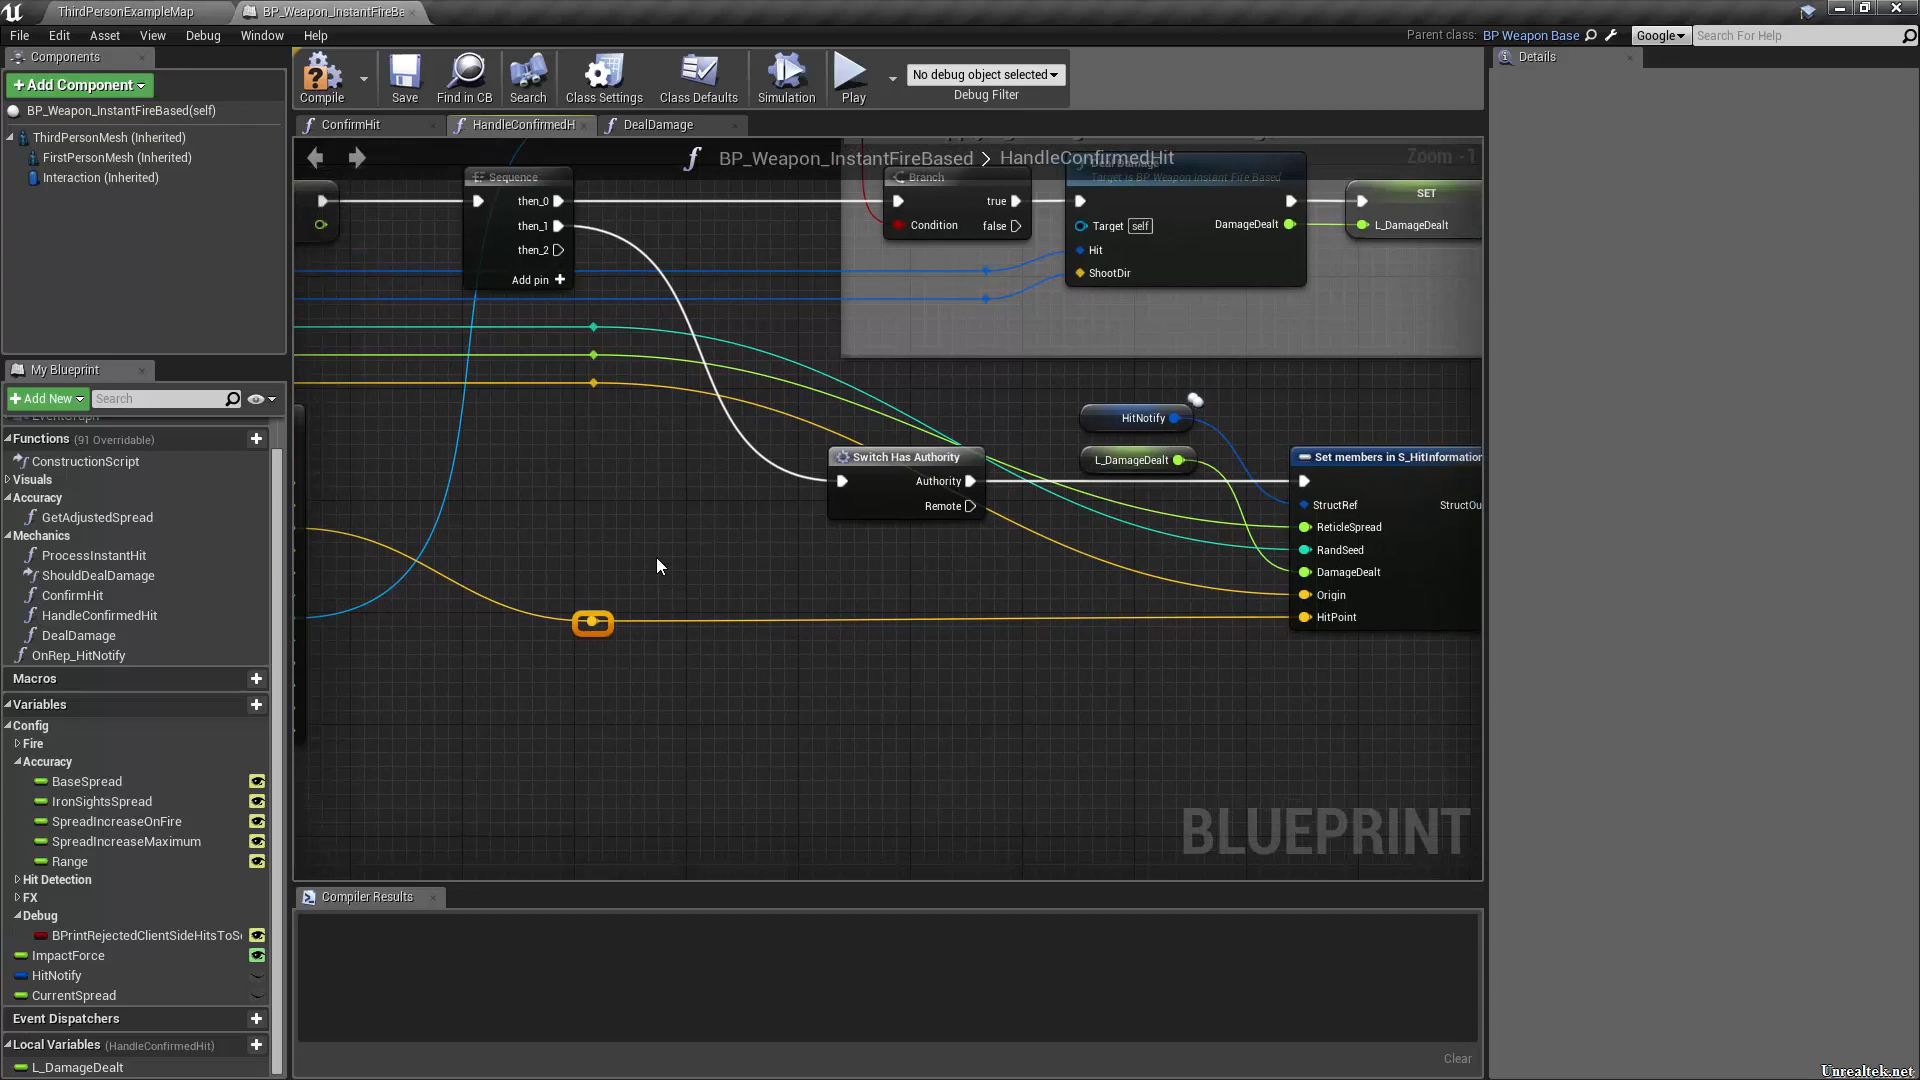 ThirdPersonExampleMap
BP_Weapon_InstantFireBa
File Edit Asset View Debug Window Help
Parent class: BP Weapon Base
Google
Search For Help
Components
+Add Component
BP_Weapon_InstantFireBased(self)
ThirdPersonMesh (Inherited)
FirstPersonMesh (Inherited)
Interaction (Inherited)
Compile
Save
Find in CB
Search
Class Settings
Class Defaults
Simulation
Play
No debug object selected
Debug Filter
Details
ConfirmHit
HandleConfirmedH
DealDamage
BP_Weapon_InstantFireBased > HandleConfirmedHit
Zoom -1
Sequence
then_0
then_1
then_2
Add pin +
Branch
true
Condition
false
DealDamage
Target is BP Weapon Instant Fire Based
Target self
DamageDealt
Hit
ShootDir
SET
L_DamageDealt
HitNotify
L_DamageDealt
Switch Has Authority
Authority
Remote
Set members in S_HitInformation
StructRef
StructOu
ReticleSpread
RandSeed
DamageDealt
Origin
HitPoint
BLUEPRINT
My Blueprint
+Add New
Search
EventGraph
Functions (91 Overridable)
ConstructionScript
Visuals
Accuracy
GetAdjustedSpread
Mechanics
ProcessInstantHit
ShouldDealDamage
ConfirmHit
HandleConfirmedHit
DealDamage
OnRep_HitNotify
Macros
Variables
Config
Fire
Accuracy
BaseSpread
IronSightsSpread
SpreadIncreaseOnFire
SpreadIncreaseMaximum
Range
Hit Detection
FX
Debug
BPrintRejectedClientSideHitsToS
ImpactForce
HitNotify
CurrentSpread
Event Dispatchers
Local Variables (HandleConfirmedHit)
L_DamageDealt
Compiler Results
Clear
Unrealtek.net